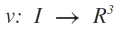 v: I → R³